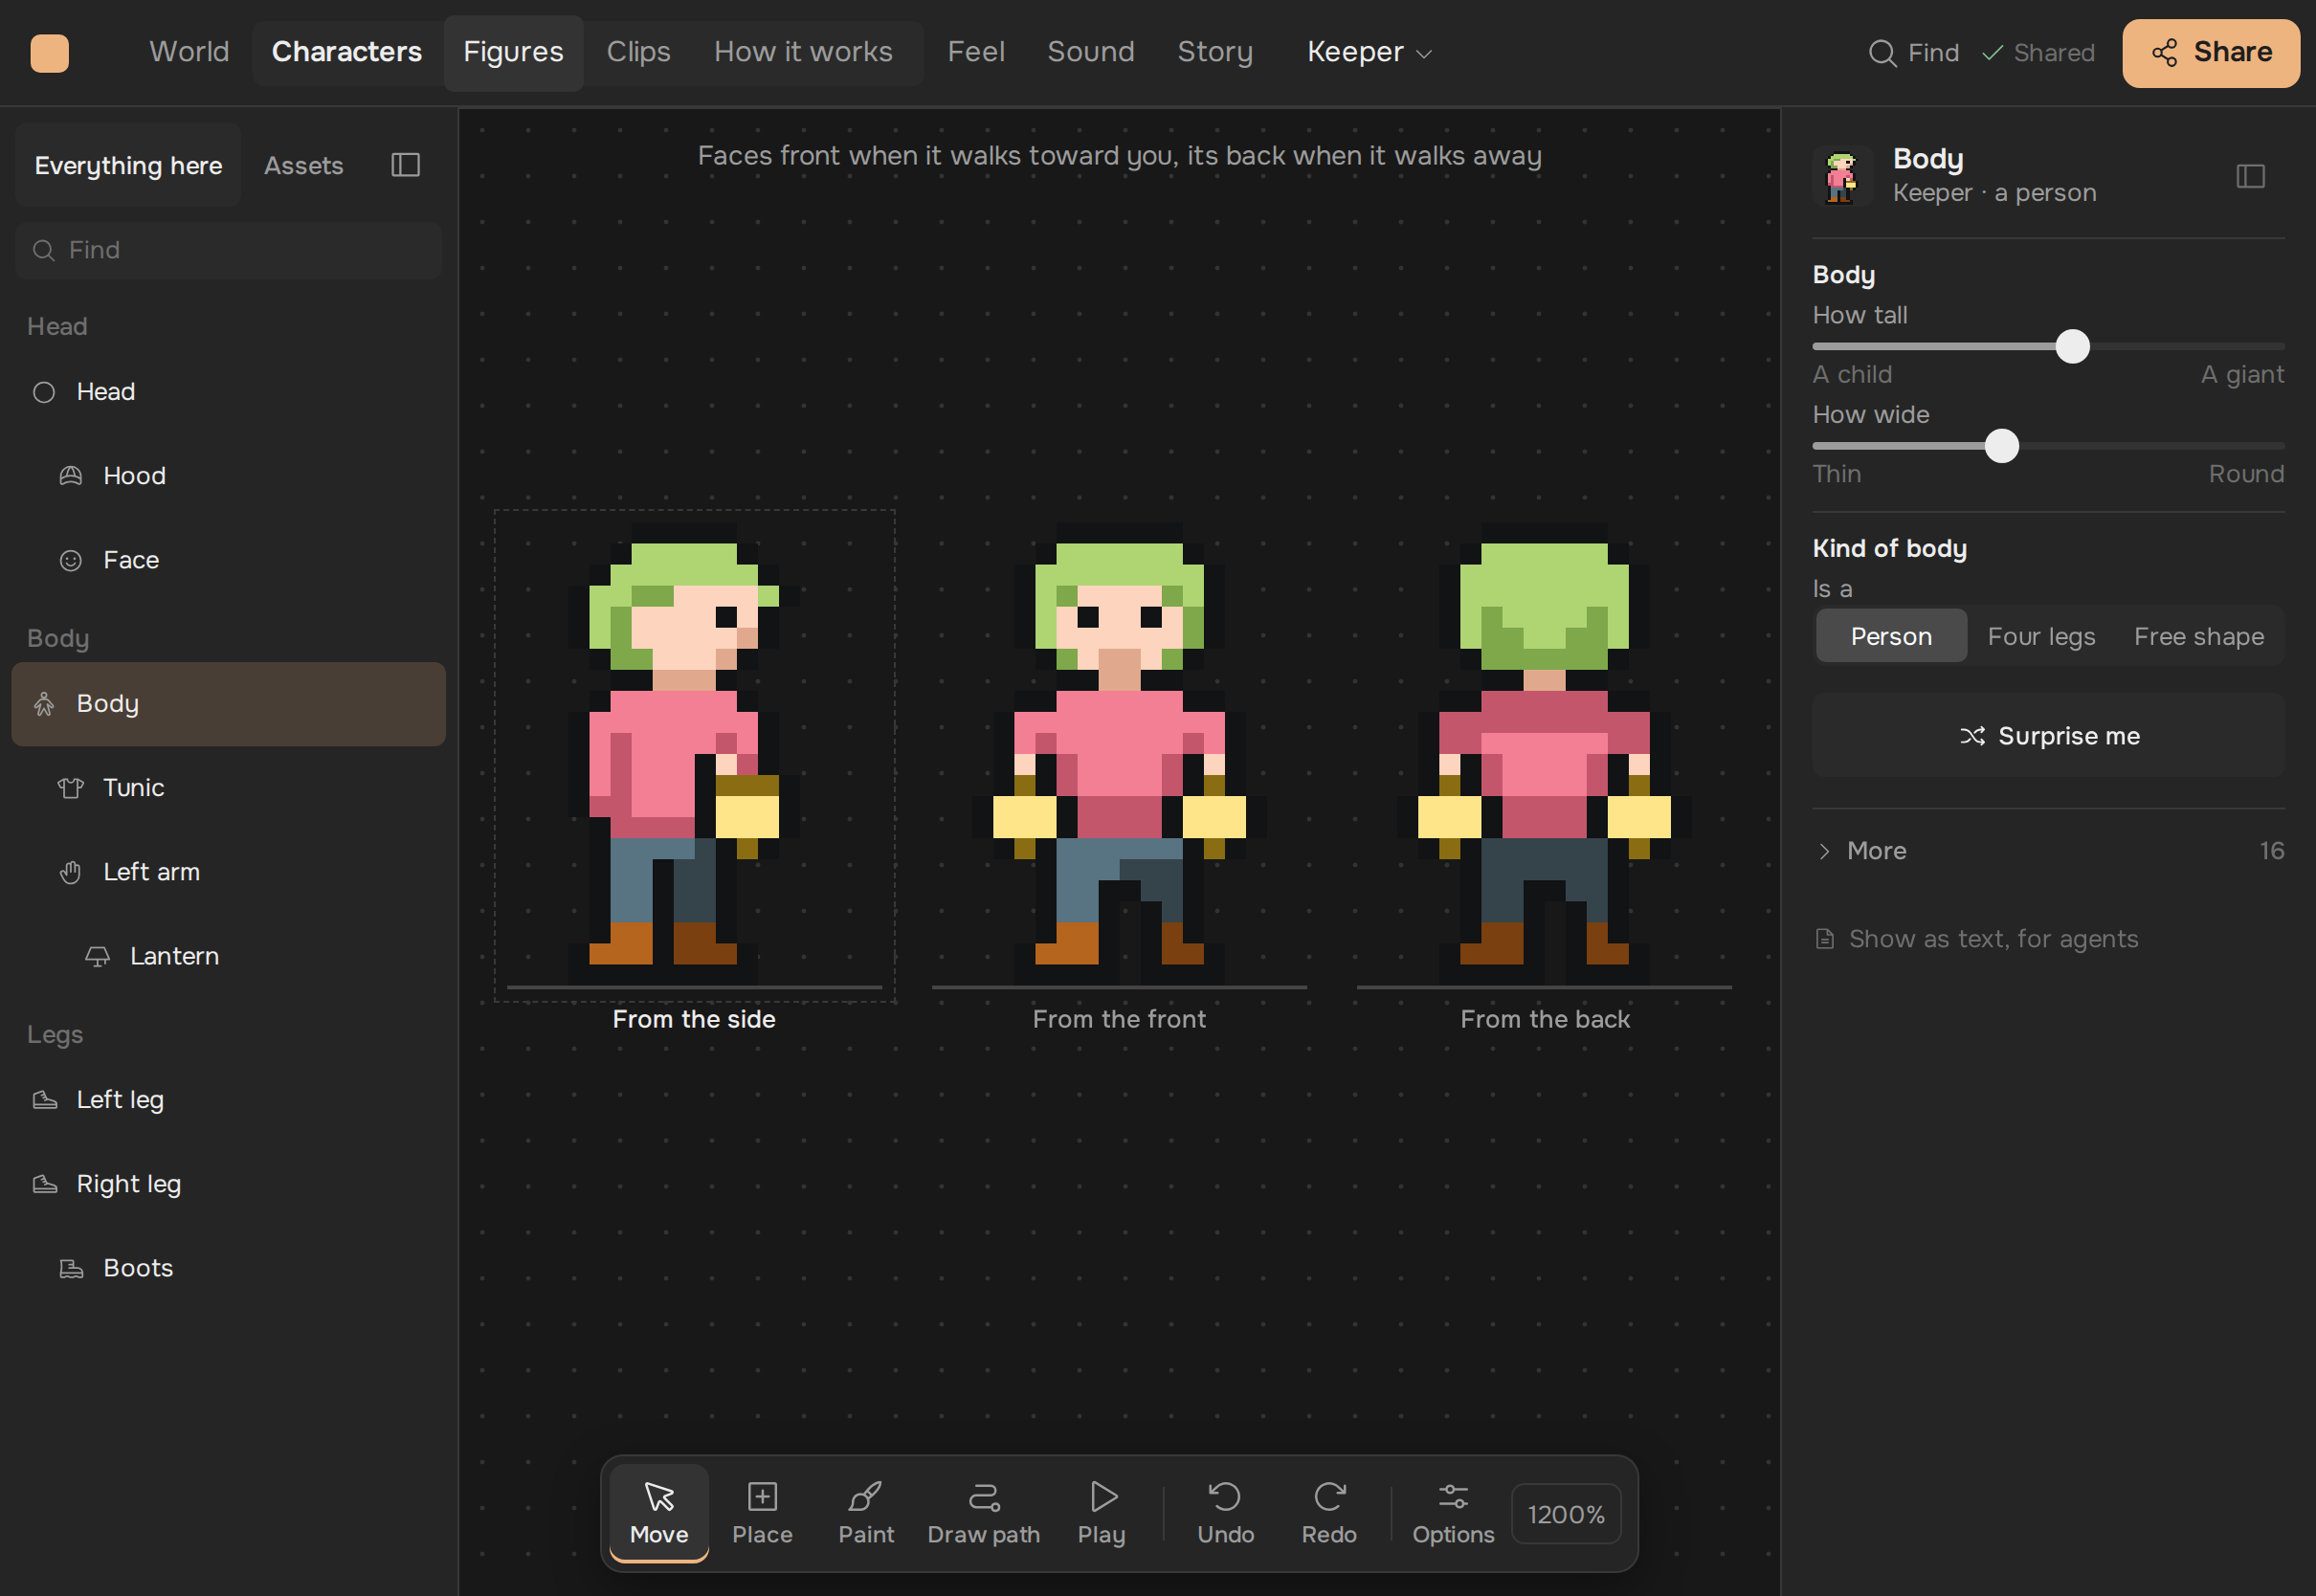 World Characters Figures Clips How it works Feel Sound Story Keeper Find Shared Share
Everything here Assets
Find
Head
Head
Hood
Face
Body
Body
Tunic
Left arm
Lantern
Legs
Left leg
Right leg
Boots
Faces front when it walks toward you, its back when it walks away
From the side From the front From the back
Move Place Paint Draw path Play Undo Redo Options 1200%
Body
Keeper · a person
Body
How tall
A child A giant
How wide
Thin Round
Kind of body
Is a
Person Four legs Free shape
Surprise me
More 16
Show as text, for agents